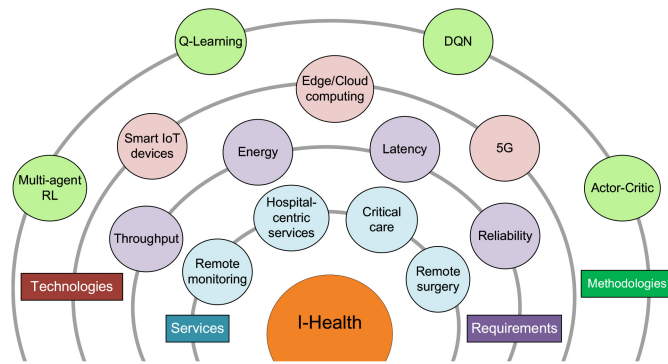 Q-Learning
DQN
Edge/Cloud
computing
Smart IoT
devices
Energy
Latency
5G
Multi-agent
RL
Actor-Critic
Hospital-
centric
services
Critical
care
Throughput
Reliability
Remote
monitoring
Remote
surgery
Technologies
Methodologies
Services
I-Health
Requirements